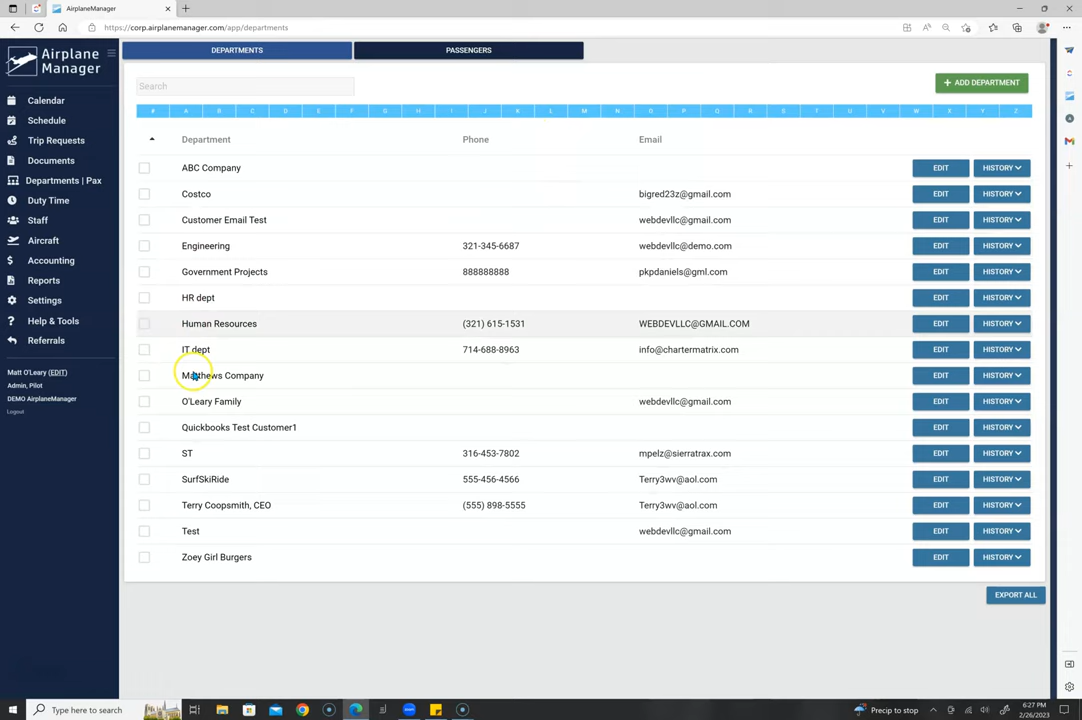 AirplaneManager
https://corp.airplanemanager.com/app/departments
Airplane
Manager
Calendar
Schedule
Trip Requests
Documents
Departments | Pax
Duty Time
Staff
Aircraft
Accounting
Reports
Settings
Help & Tools
Referrals
Matt O'Leary (EDIT)
Admin, Pilot
DEMO AirplaneManager
Logout
DEPARTMENTS PASSENGERS
Search
+ ADD DEPARTMENT
# A B C D E F G H I J K L M N O P Q R S T U V W X Y Z
Department Phone Email
ABC Company EDIT HISTORY
Costco bigred23z@gmail.com EDIT HISTORY
Customer Email Test webdevllc@gmail.com EDIT HISTORY
Engineering 321-345-6687 webdevllc@demo.com EDIT HISTORY
Government Projects 888888888 pkpdaniels@gml.com EDIT HISTORY
HR dept EDIT HISTORY
Human Resources (321) 615-1531 WEBDEVLLC@GMAIL.COM EDIT HISTORY
IT dept 714-688-8963 info@chartermatrix.com EDIT HISTORY
Matthews Company EDIT HISTORY
O'Leary Family webdevllc@gmail.com EDIT HISTORY
Quickbooks Test Customer1 EDIT HISTORY
ST 316-453-7802 mpelz@sierratrax.com EDIT HISTORY
SurfSkiRide 555-456-4566 Terry3wv@aol.com EDIT HISTORY
Terry Coopsmith, CEO (555) 898-5555 Terry3wv@aol.com EDIT HISTORY
Test webdevllc@gmail.com EDIT HISTORY
Zoey Girl Burgers EDIT HISTORY
EXPORT ALL
Type here to search
Precip to stop
6:27 PM
2/26/2023